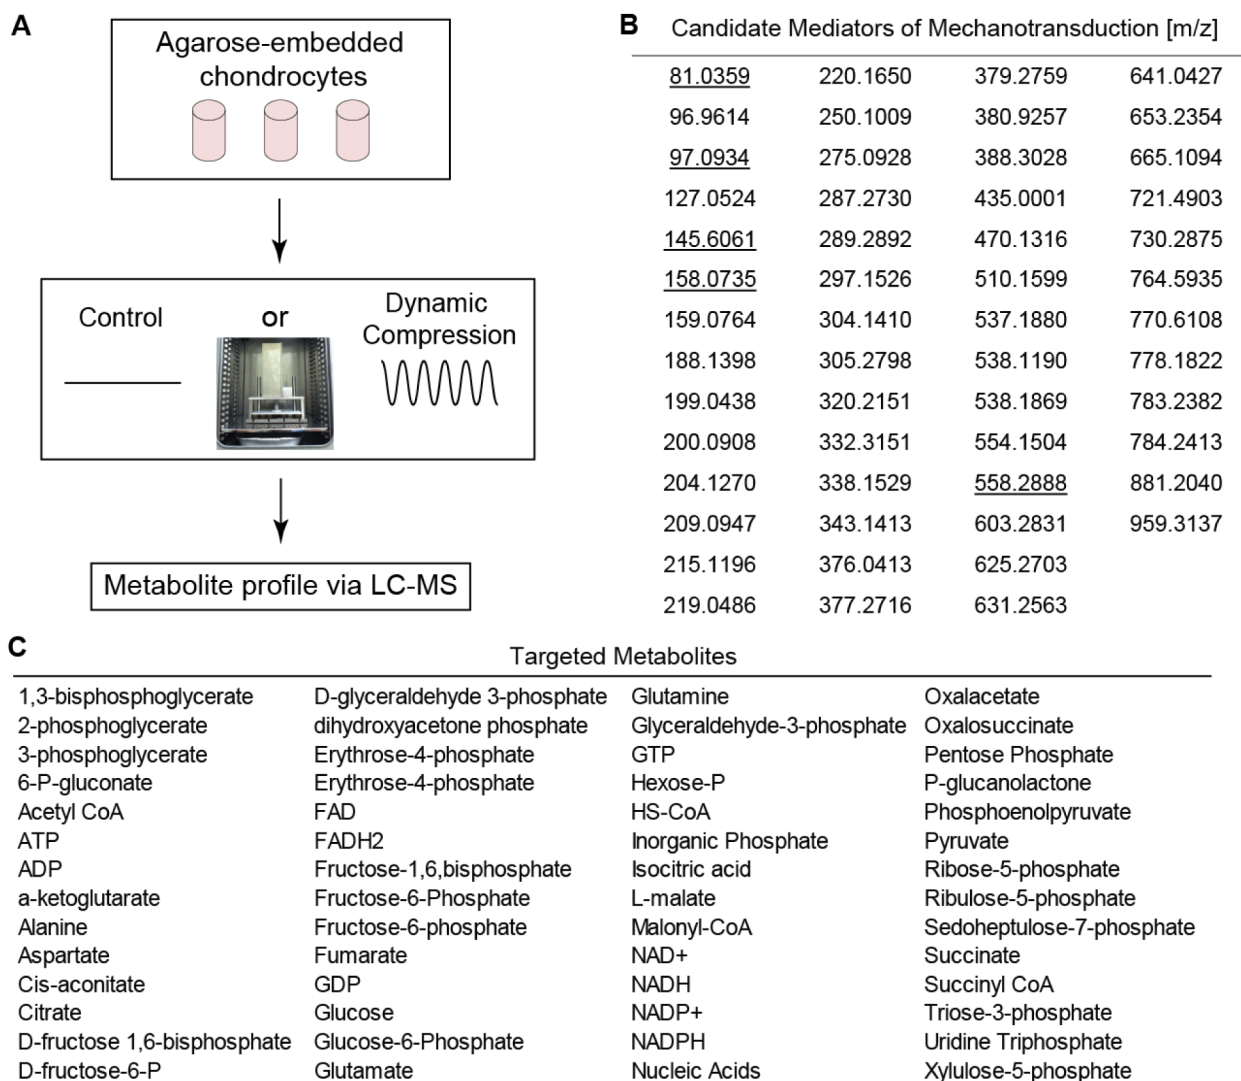 A
Agarose-embedded
chondrocytes
Control
or
Dynamic
Compression
Metabolite profile via LC-MS
B
Candidate Mediators of Mechanotransduction [m/z]
81.0359 220.1650 379.2759 641.0427
96.9614 250.1009 380.9257 653.2354
97.0934 275.0928 388.3028 665.1094
127.0524 287.2730 435.0001 721.4903
145.6061 289.2892 470.1316 730.2875
158.0735 297.1526 510.1599 764.5935
159.0764 304.1410 537.1880 770.6108
188.1398 305.2798 538.1190 778.1822
199.0438 320.2151 538.1869 783.2382
200.0908 332.3151 554.1504 784.2413
204.1270 338.1529 558.2888 881.2040
209.0947 343.1413 603.2831 959.3137
215.1196 376.0413 625.2703
219.0486 377.2716 631.2563
C
Targeted Metabolites
1,3-bisphosphoglycerate D-glyceraldehyde 3-phosphate Glutamine Oxalacetate
2-phosphoglycerate dihydroxyacetone phosphate Glyceraldehyde-3-phosphate Oxalosuccinate
3-phosphoglycerate Erythrose-4-phosphate GTP Pentose Phosphate
6-P-gluconate Erythrose-4-phosphate Hexose-P P-glucanolactone
Acetyl CoA FAD HS-CoA Phosphoenolpyruvate
ATP FADH2 Inorganic Phosphate Pyruvate
ADP Fructose-1,6,bisphosphate Isocitric acid Ribose-5-phosphate
a-ketoglutarate Fructose-6-Phosphate L-malate Ribulose-5-phosphate
Alanine Fructose-6-phosphate Malonyl-CoA Sedoheptulose-7-phosphate
Aspartate Fumarate NAD+ Succinate
Cis-aconitate GDP NADH Succinyl CoA
Citrate Glucose NADP+ Triose-3-phosphate
D-fructose 1,6-bisphosphate Glucose-6-Phosphate NADPH Uridine Triphosphate
D-fructose-6-P Glutamate Nucleic Acids Xylulose-5-phosphate